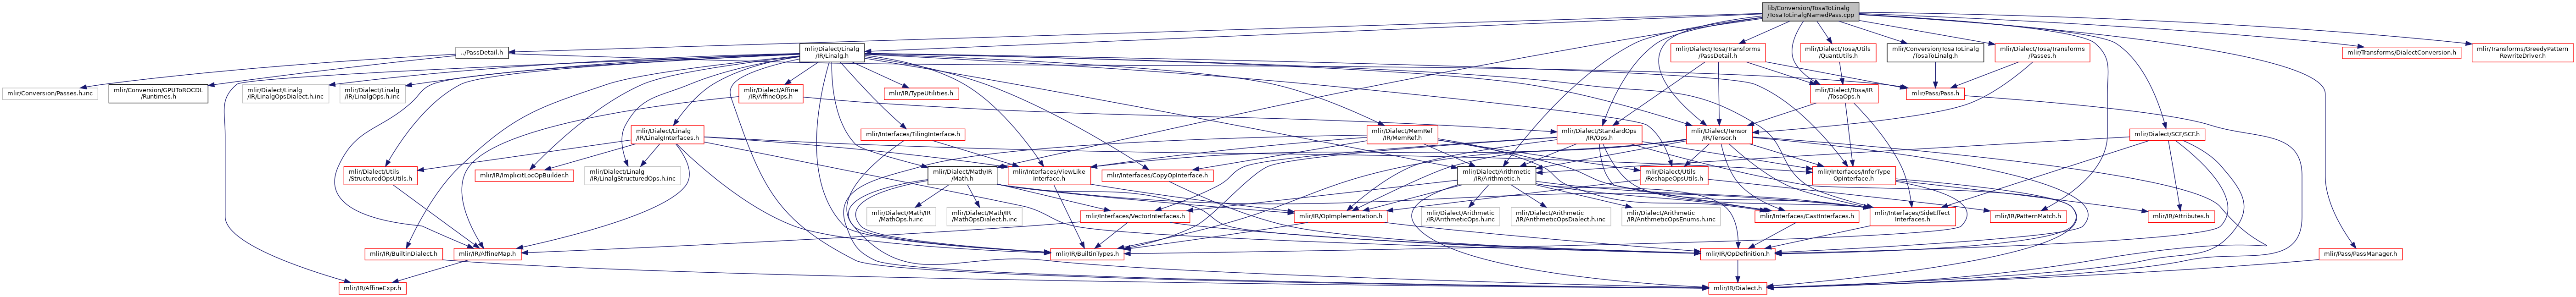 lib/Conversion/TosaToLinalg
/TosaToLinalgNamedPass.cpp
../PassDetail.h
mlir/Dialect/Linalg
/IR/Linalg.h
mlir/Dialect/Tosa/Transforms
/PassDetail.h
mlir/Dialect/Tosa/Utils
/QuantUtils.h
mlir/Conversion/TosaToLinalg
/TosaToLinalg.h
mlir/Dialect/Tosa/Transforms
/Passes.h
mlir/Transforms/DialectConversion.h
mlir/Transforms/GreedyPattern
RewriteDriver.h
mlir/Conversion/Passes.h.inc
mlir/Conversion/GPUToROCDL
/Runtimes.h
mlir/Dialect/Linalg
/IR/LinalgOpsDialect.h.inc
mlir/Dialect/Linalg
/IR/LinalgOps.h.inc
mlir/Dialect/Affine
/IR/AffineOps.h
mlir/IR/TypeUtilities.h
mlir/Dialect/Tosa/IR
/TosaOps.h
mlir/Pass/Pass.h
mlir/Dialect/Linalg
/IR/LinalgInterfaces.h
mlir/Interfaces/TilingInterface.h
mlir/Dialect/MemRef
/IR/MemRef.h
mlir/Dialect/StandardOps
/IR/Ops.h
mlir/Dialect/Tensor
/IR/Tensor.h
mlir/Dialect/SCF/SCF.h
mlir/Dialect/Utils
/StructuredOpsUtils.h
mlir/IR/ImplicitLocOpBuilder.h
mlir/Dialect/Linalg
/IR/LinalgStructuredOps.h.inc
mlir/Dialect/Math/IR
/Math.h
mlir/Interfaces/ViewLike
Interface.h
mlir/Interfaces/CopyOpInterface.h
mlir/Dialect/Arithmetic
/IR/Arithmetic.h
mlir/Dialect/Utils
/ReshapeOpsUtils.h
mlir/Interfaces/InferType
OpInterface.h
mlir/Dialect/Math/IR
/MathOps.h.inc
mlir/Dialect/Math/IR
/MathOpsDialect.h.inc
mlir/Interfaces/VectorInterfaces.h
mlir/IR/OpImplementation.h
mlir/Dialect/Arithmetic
/IR/ArithmeticOps.h.inc
mlir/Dialect/Arithmetic
/IR/ArithmeticOpsDialect.h.inc
mlir/Dialect/Arithmetic
/IR/ArithmeticOpsEnums.h.inc
mlir/Interfaces/CastInterfaces.h
mlir/Interfaces/SideEffect
Interfaces.h
mlir/IR/PatternMatch.h
mlir/IR/Attributes.h
mlir/IR/BuiltinDialect.h
mlir/IR/AffineMap.h
mlir/IR/BuiltinTypes.h
mlir/IR/OpDefinition.h
mlir/Pass/PassManager.h
mlir/IR/AffineExpr.h
mlir/IR/Dialect.h